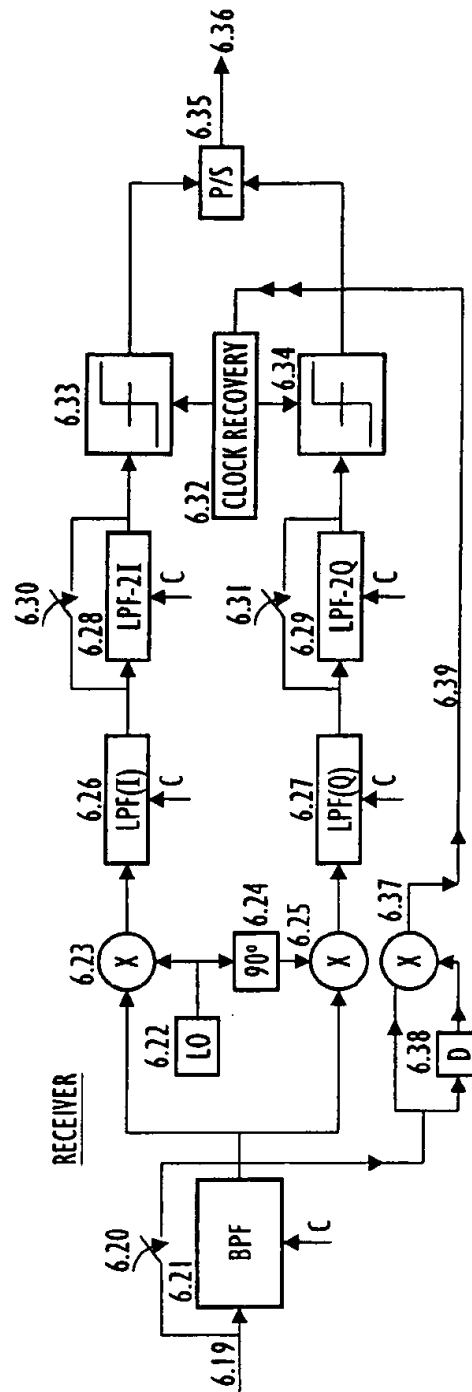 RECEIVER
6.19
6.20
6.21
BPF
C
6.22
LO
6.23
X
6.24
90°
6.25
X
6.26
LPF(I)
C
6.27
LPF(Q)
C
6.30
6.28
LPF-2I
C
6.31
6.29
LPF-2Q
C
6.33
6.32
CLOCK RECOVERY
6.34
P/S
6.35
6.36
6.37
X
6.38
D
6.39